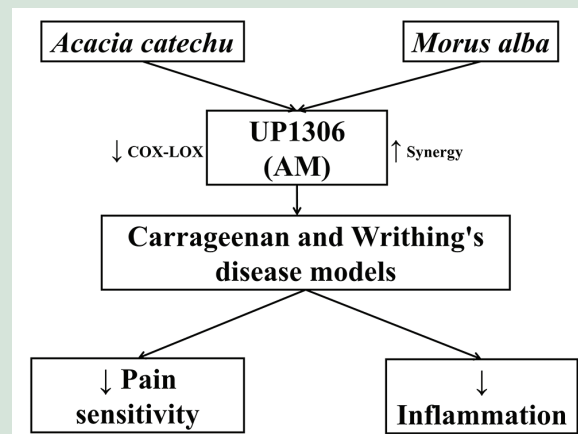 Acacia catechu
Morus alba
↓ COX-LOX
UP1306
(AM)
↑ Synergy
Carrageenan and Writhing's
disease models
↓ Pain
sensitivity
↓
Inflammation